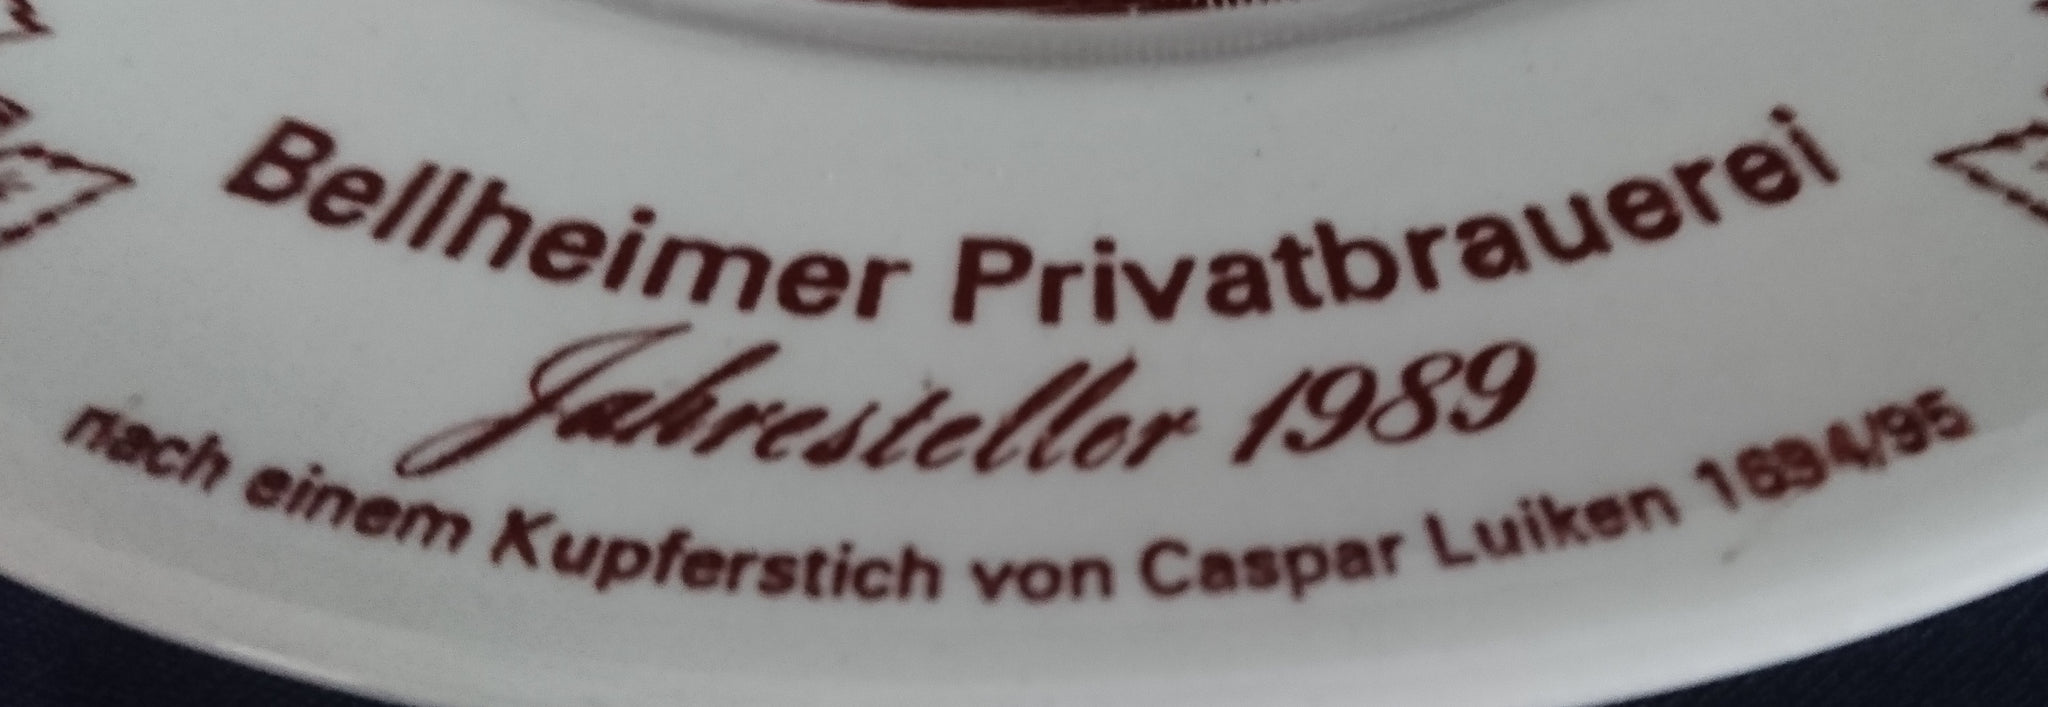 Bellheimer Privatbrauerei
Jahresteller 1989
nach einem Kupferstich von Caspar Luiken 1694/95